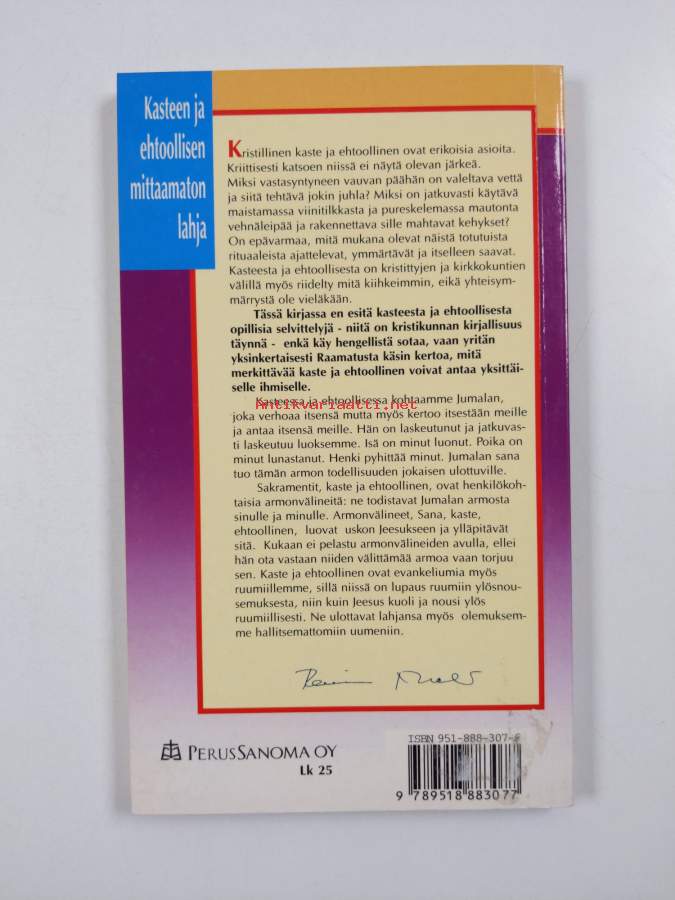 Kasteen ja
ehtoollisen
mittaamaton
lahja
Kristillinen kaste ja ehtoollinen ovat erikoisia asioita.
Kriittisesti katsoen niissä ei näytä olevan järkeä.
Miksi vastasyntyneen vauvan päähän on valeltava vettä
ja siitä tehtävä jokin juhla? Miksi on jatkuvasti käytävä
maistamassa viinitilkkasta ja pureskelemassa mautonta
vehnäleipää ja rakennettava sille mahtavat kehykset?
On epävarmaa, mitä mukana olevat näistä totutuista
rituaaleista ajattelevat, ymmärtävät ja itselleen saavat.
Kasteesta ja ehtoollisesta on kristittyjen ja kirkkokuntien
välillä myös riidelty mitä kiihkeimmin, eikä yhteisym-
märrystä ole vieläkään.
Tässä kirjassa en esitä kasteesta ja ehtoollisesta
opillisia selvittelyjä - niitä on kristikunnan kirjallisuus
täynnä - enkä käy hengellistä sotaa, vaan yritän
yksinkertaisesti Raamatusta käsin kertoa, mitä
merkittävää kaste ja ehtoollinen voivat antaa yksittäi-
selle ihmiselle.
Antikvariaatti.net
Kasteessa ja ehtoollisessa kohtaamme Jumalan,
joka verhoaa itsensä mutta myös kertoo itsestään meille
ja antaa itsensä meille. Hän on laskeutunut ja jatkuvas-
ti laskeutuu luoksemme. Isä on minut luonut. Poika on
minut lunastanut. Henki pyhittää minut. Jumalan sana
tuo tämän armon todellisuuden jokaisen ulottuville.
Sakramentit, kaste ja ehtoollinen, ovat henkilökoh-
taisia armonvälineitä: ne todistavat Jumalan armosta
sinulle ja minulle. Armonvälineet, Sana, kaste,
ehtoollinen, luovat uskon Jeesukseen ja ylläpitävät
sitä. Kukaan ei pelastu armonvälineiden avulla, ellei
hän ota vastaan niiden välittämää armoa vaan torjuu
sen. Kaste ja ehtoollinen ovat evankeliumia myös
ruumiillemme, sillä niissä on lupaus ruumiin ylösnou-
semuksesta, niin kuin Jeesus kuoli ja nousi ylös
ruumiillisesti. Ne ulottavat lahjansa myös olemuksem-
me hallitsemattomiin uumeniin.
PERUSSANOMA OY
Lk 25
ISBN 951-888-307-
9 789518 883077